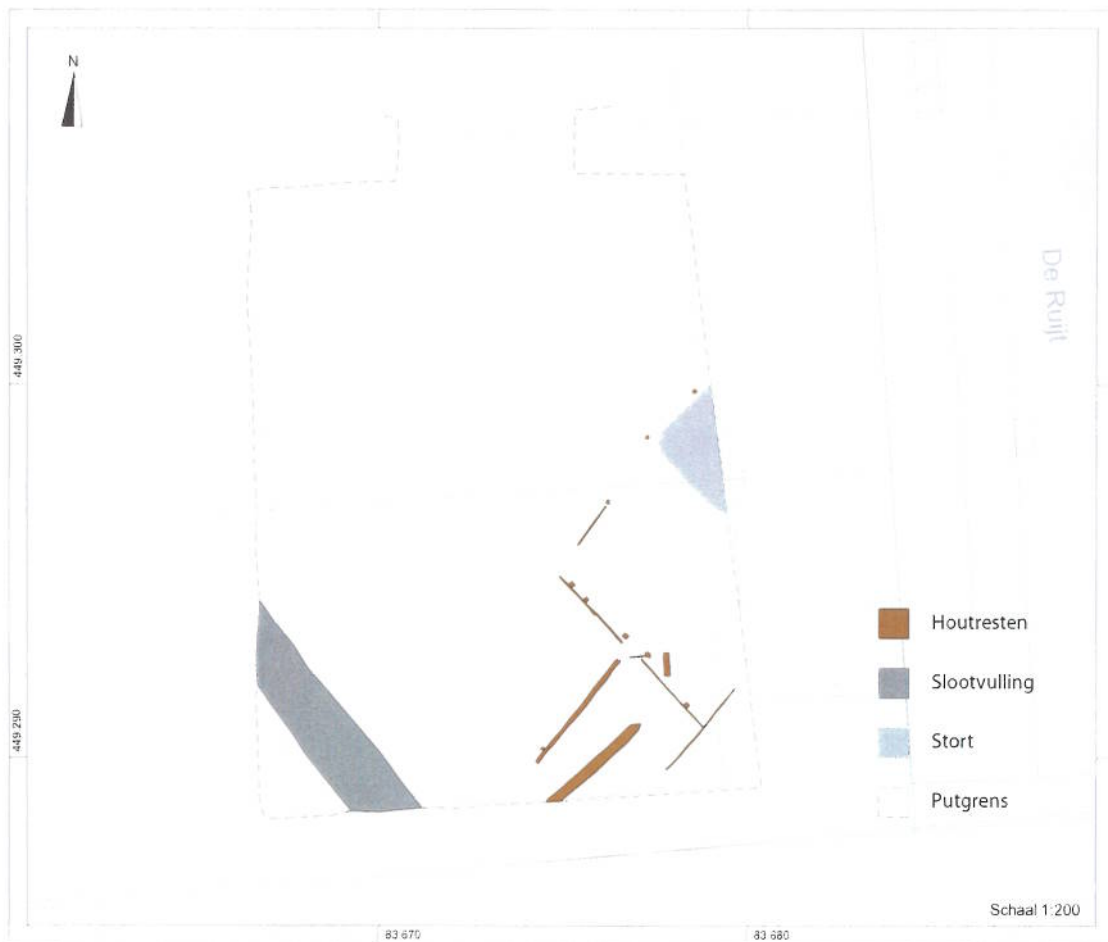 N
449 300
De Ruijt
449 290
Houtresten
Slootvulling
Stort
Putgrens
Schaal 1:200
83 670
83 680